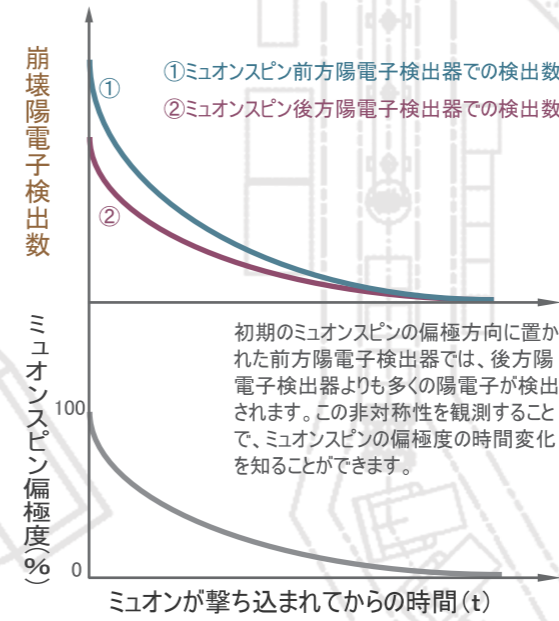 崩壊陽電子検出数
①
②
①ミュオンスピン前方陽電子検出器での検出数
②ミュオンスピン後方陽電子検出器での検出数
初期のミュオンスピンの偏極方向に置か
れた前方陽電子検出器では、後方陽
電子検出器よりも多くの陽電子が検出
されます。この非対称性を観測すること
で、ミュオンスピンの偏極度の時間変化
を知ることができます。
ミュオンスピン偏極度(%)
100
0
ミュオンが撃ち込まれてからの時間(t)